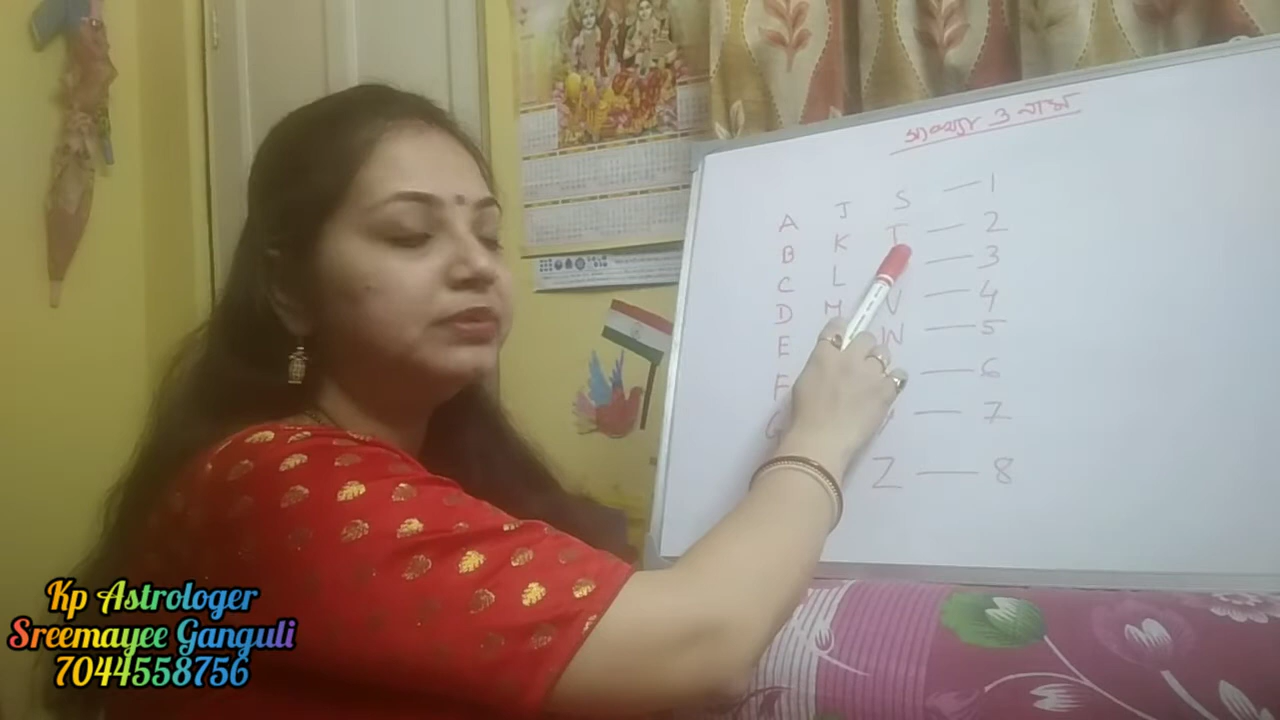 সংখ্যা ও নাম
A J S — 1
B K T — 2
C L — 3
D M V — 4
E W — 5
F — 6
G — 7
Z — 8
Kp Astrologer
Sreemayee Ganguli
7044558756